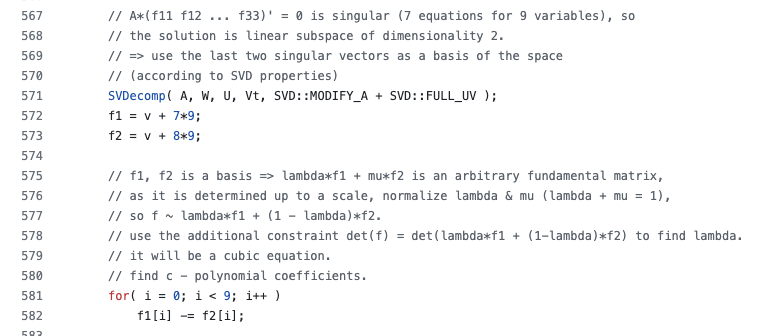 567 // A*(f11 f12 ... f33)' = 0 is singular (7 equations for 9 variables), so
568 // the solution is linear subspace of dimensionality 2.
569 // => use the last two singular vectors as a basis of the space
570 // (according to SVD properties)
571 SVDecomp( A, W, U, Vt, SVD::MODIFY_A + SVD::FULL_UV );
572 f1 = v + 7*9;
573 f2 = v + 8*9;
574
575 // f1, f2 is a basis => lambda*f1 + mu*f2 is an arbitrary fundamental matrix,
576 // as it is determined up to a scale, normalize lambda & mu (lambda + mu = 1),
577 // so f ~ lambda*f1 + (1 - lambda)*f2.
578 // use the additional constraint det(f) = det(lambda*f1 + (1-lambda)*f2) to find lambda.
579 // it will be a cubic equation.
580 // find c - polynomial coefficients.
581 for( i = 0; i < 9; i++ )
582 f1[i] -= f2[i];